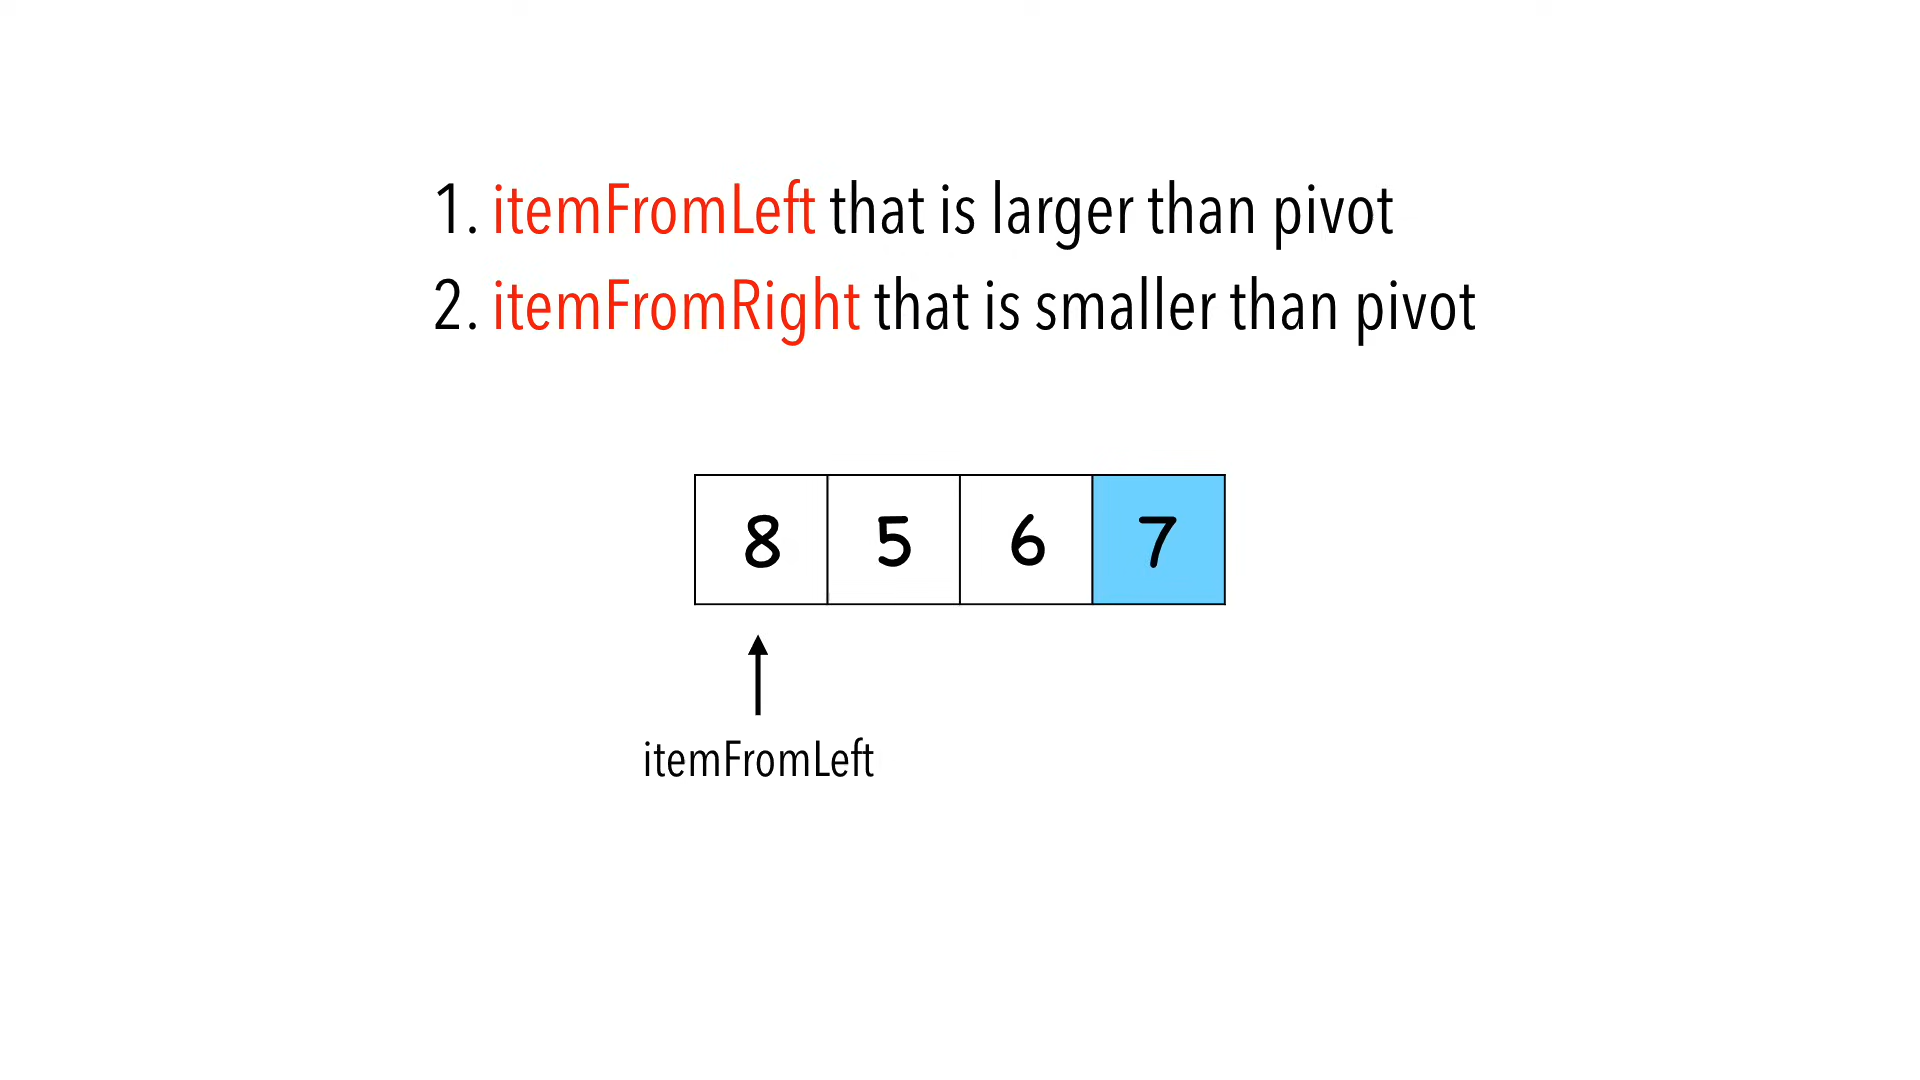 1. itemFromLeft that is larger than pivot
2. itemFromRight that is smaller than pivot
8 5 6 7
itemFromLeft